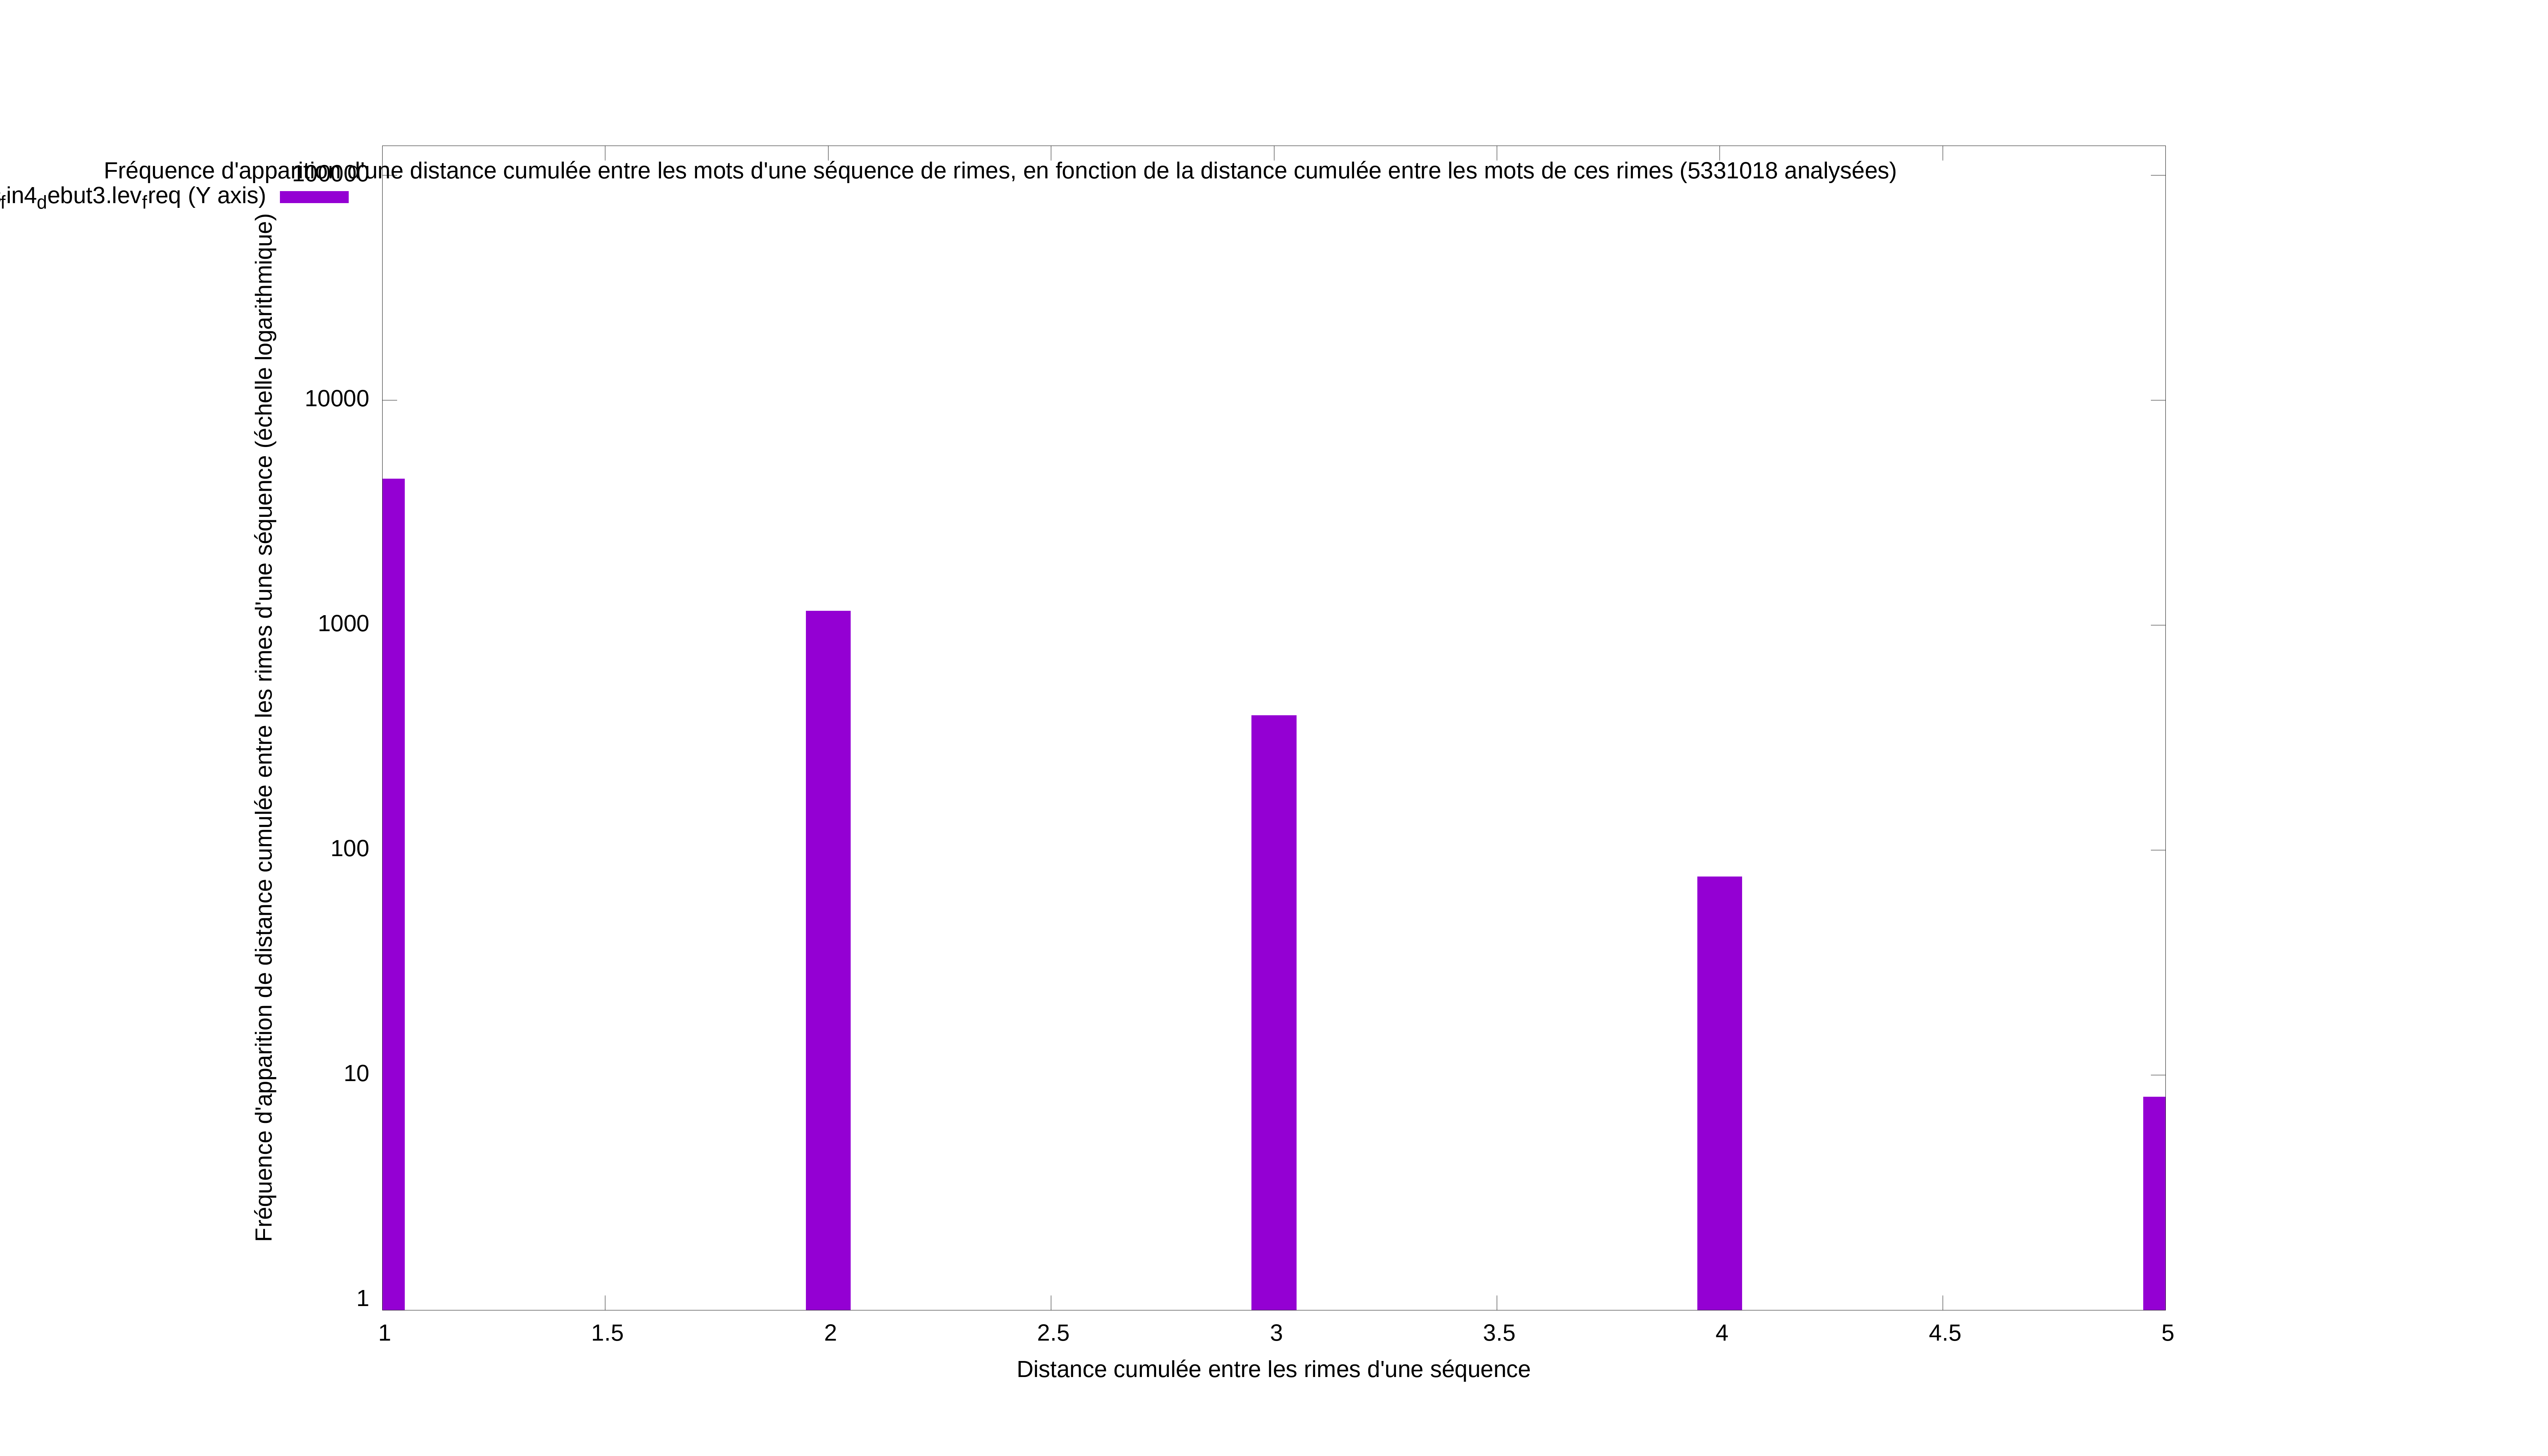 Fréquence d'apparition d'une distance cumulée entre les mots d'une séquence de rimes, en fonction de la distance cumulée entre les mots de ces rimes (5331018 analysées)
fin4debut3.levfreq (Y axis)
Fréquence d'apparition de distance cumulée entre les rimes d'une séquence (échelle logarithmique)
100000
10000
1000
100
10
1
1 1.5 2 2.5 3 3.5 4 4.5 5
Distance cumulée entre les rimes d'une séquence